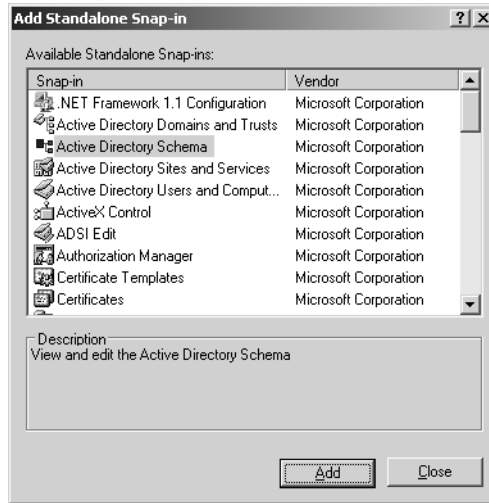 Add Standalone Snap-in
Available Standalone Snap-ins:
Snap-in Vendor
.NET Framework 1.1 Configuration Microsoft Corporation
Active Directory Domains and Trusts Microsoft Corporation
Active Directory Schema Microsoft Corporation
Active Directory Sites and Services Microsoft Corporation
Active Directory Users and Comput... Microsoft Corporation
ActiveX Control Microsoft Corporation
ADSI Edit Microsoft Corporation
Authorization Manager Microsoft Corporation
Certificate Templates Microsoft Corporation
Certificates Microsoft Corporation
Description
View and edit the Active Directory Schema
Add Close